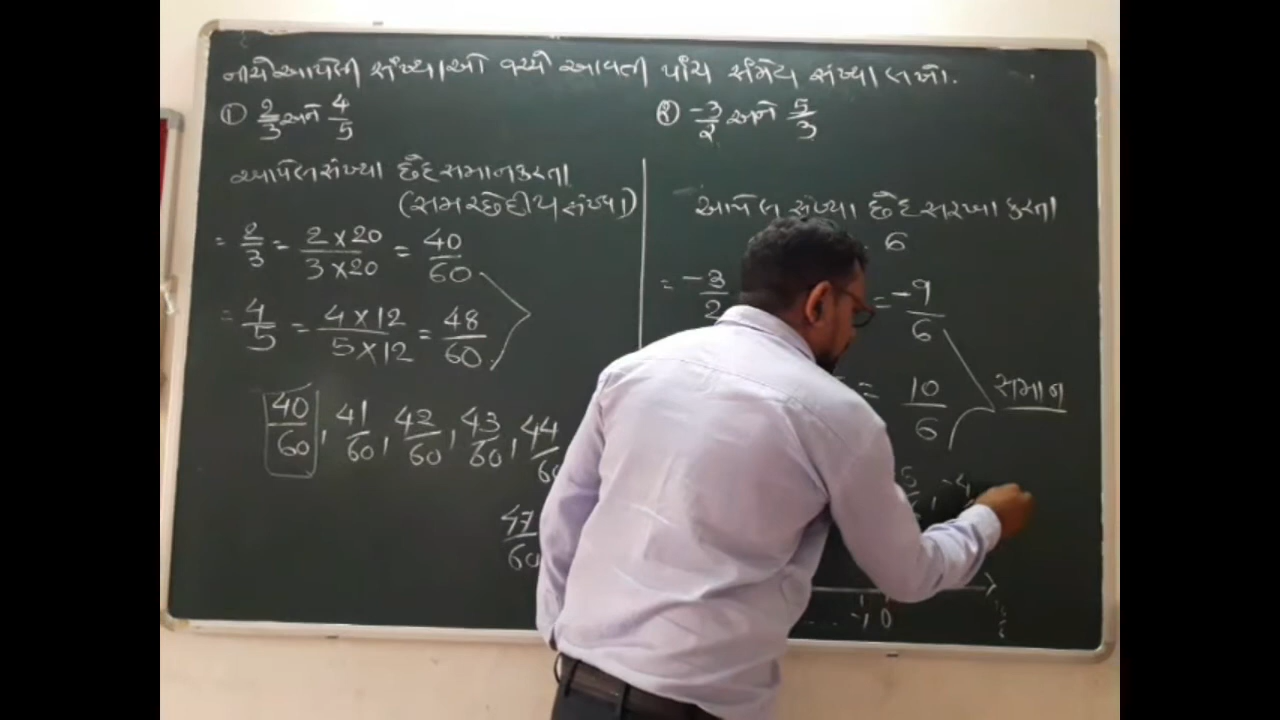 નીચે આપેલી સંખ્યાઓ વચ્ચે આવતી પાંચ સંમેય સંખ્યા લખો.
① 2/3 અને 4/5
આપેલ સંખ્યા છેદ સમાન કરતા
(સમચ્છેદીય સંખ્યા)
= 2/3 = 2×20/3×20 = 40/60
= 4/5 = 4×12/5×12 = 48/60
40/60, 41/60, 42/60, 43/60, 44/60
47/60
② -3/2 અને 5/3
આપેલ સંખ્યા છેદ સરખા કરતા
6
= -3/2 = -9/6
= 10/6
સમાન
-4
-1 0